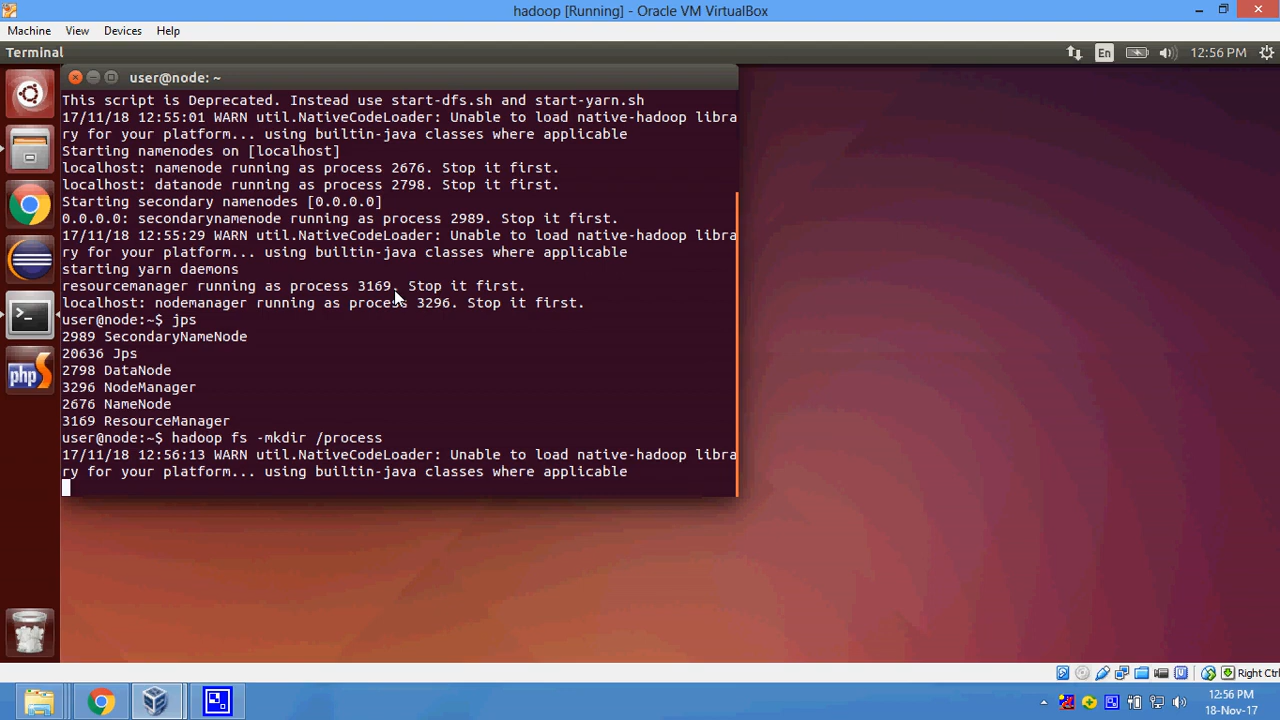 hadoop [Running] - Oracle VM VirtualBox
Machine View Devices Help
Terminal
En
12:56 PM
user@node: ~
This script is Deprecated. Instead use start-dfs.sh and start-yarn.sh
17/11/18 12:55:01 WARN util.NativeCodeLoader: Unable to load native-hadoop libra
ry for your platform... using builtin-java classes where applicable
Starting namenodes on [localhost]
localhost: namenode running as process 2676. Stop it first.
localhost: datanode running as process 2798. Stop it first.
Starting secondary namenodes [0.0.0.0]
0.0.0.0: secondarynamenode running as process 2989. Stop it first.
17/11/18 12:55:29 WARN util.NativeCodeLoader: Unable to load native-hadoop libra
ry for your platform... using builtin-java classes where applicable
starting yarn daemons
resourcemanager running as process 3169. Stop it first.
localhost: nodemanager running as process 3296. Stop it first.
user@node:~$ jps
2989 SecondaryNameNode
20636 Jps
2798 DataNode
3296 NodeManager
2676 NameNode
3169 ResourceManager
user@node:~$ hadoop fs -mkdir /process
17/11/18 12:56:13 WARN util.NativeCodeLoader: Unable to load native-hadoop libra
ry for your platform... using builtin-java classes where applicable
php
Right Ctrl
12:56 PM
18-Nov-17